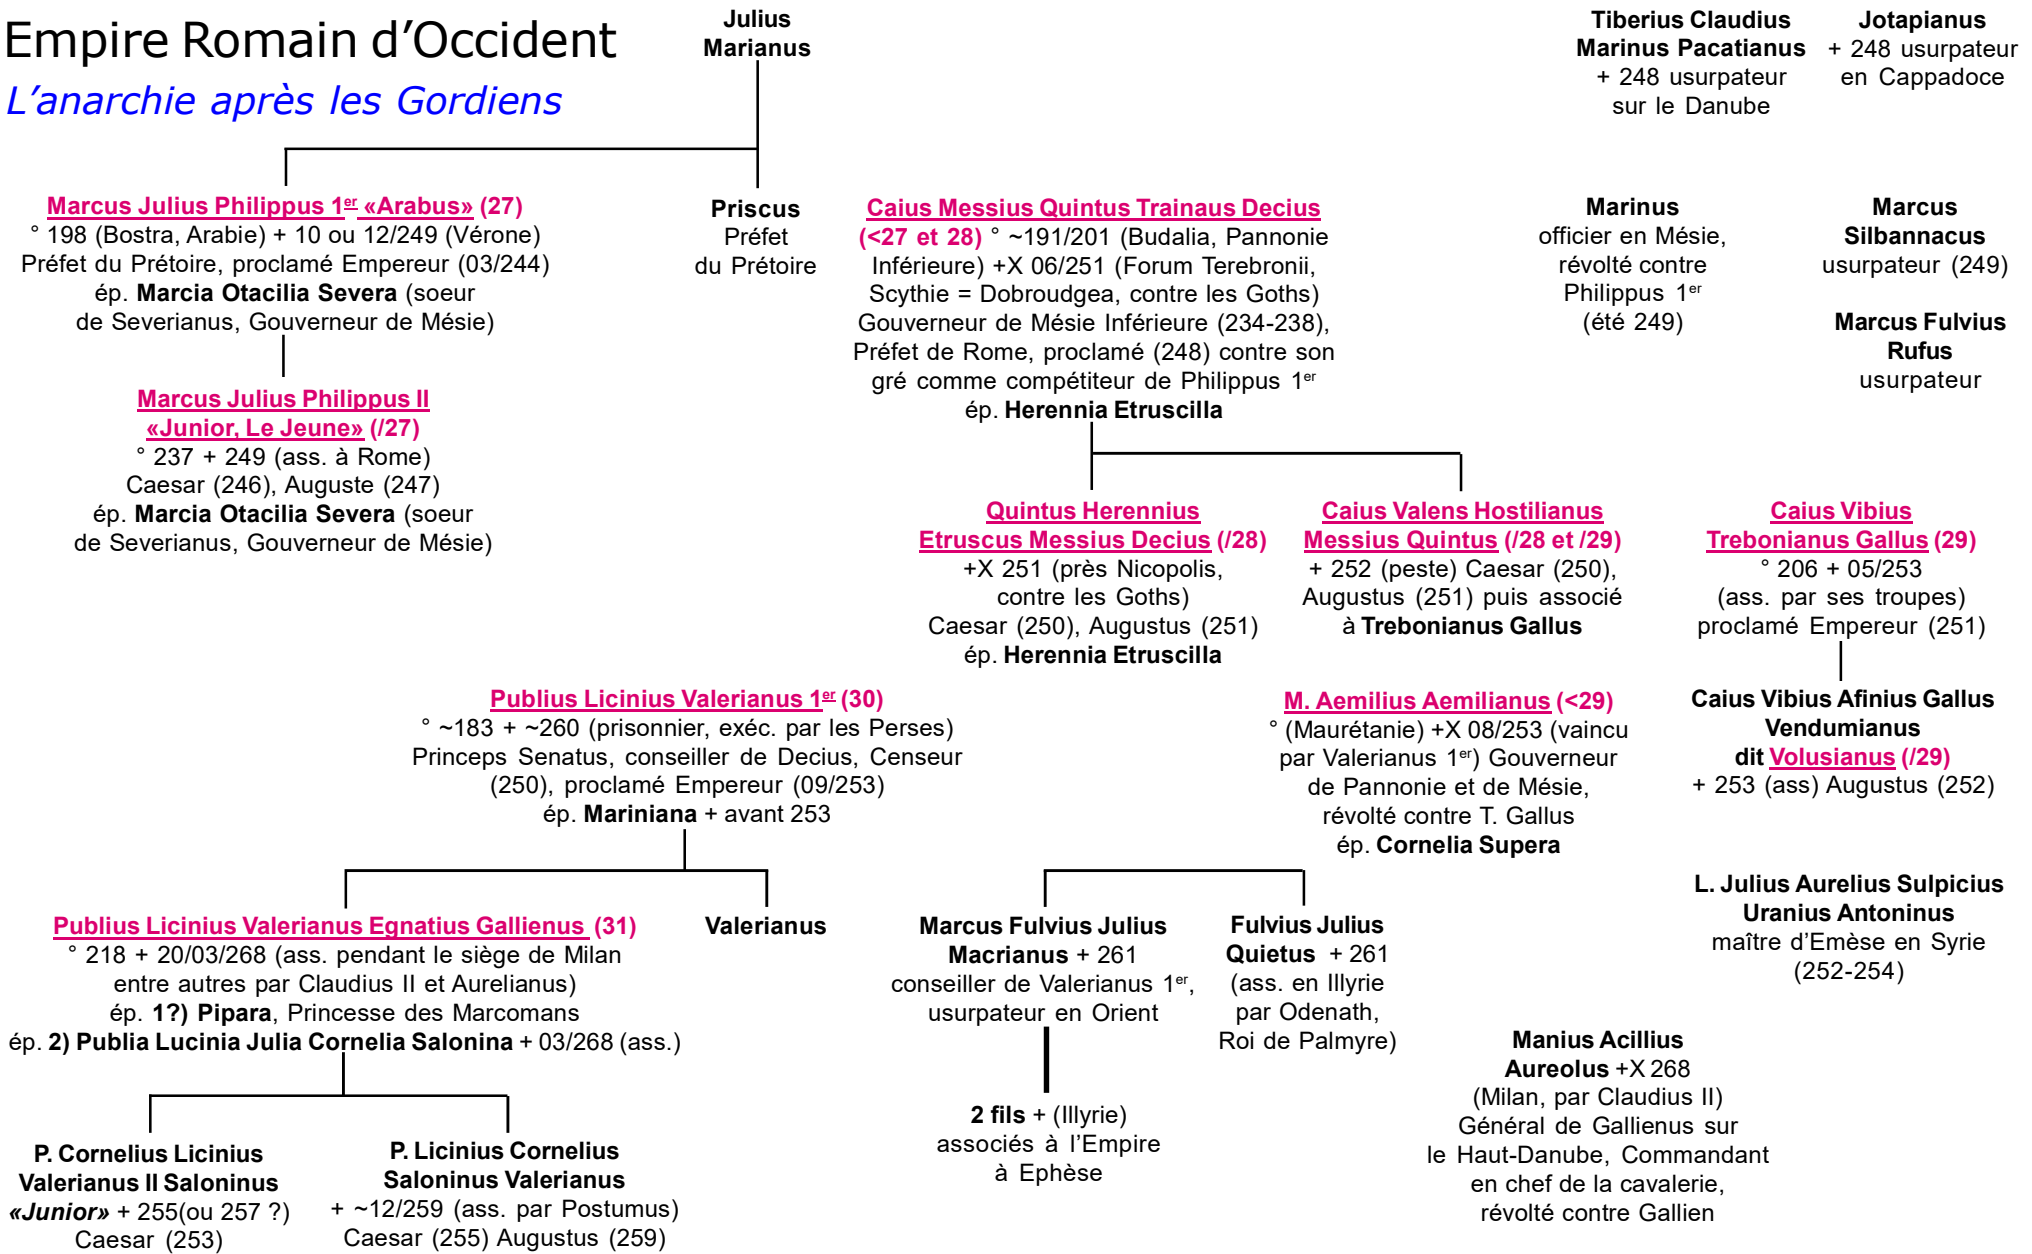 Empire Romain d’Occident
L’anarchie après les Gordiens
Julius
Marianus
Tiberius Claudius
Marinus Pacatianus
+ 248 usurpateur
sur le Danube
Jotapianus
+ 248 usurpateur
en Cappadoce
Marcus Julius Philippus 1er «Arabus» (27)
° 198 (Bostra, Arabie) + 10 ou 12/249 (Vérone)
Préfet du Prétoire, proclamé Empereur (03/244)
ép. Marcia Otacilia Severa (soeur
de Severianus, Gouverneur de Mésie)
Priscus
Préfet
du Prétoire
Caius Messius Quintus Trainaus Decius
(<27 et 28) ° ~191/201 (Budalia, Pannonie
Inférieure) +X 06/251 (Forum Terebronii,
Scythie = Dobroudgea, contre les Goths)
Gouverneur de Mésie Inférieure (234-238),
Préfet de Rome, proclamé (248) contre son
gré comme compétiteur de Philippus 1er
ép. Herennia Etruscilla
Marinus
officier en Mésie,
révolté contre
Philippus 1er
(été 249)
Marcus
Silbannacus
usurpateur (249)
Marcus Fulvius
Rufus
usurpateur
Marcus Julius Philippus II
«Junior, Le Jeune» (/27)
° 237 + 249 (ass. à Rome)
Caesar (246), Auguste (247)
ép. Marcia Otacilia Severa (soeur
de Severianus, Gouverneur de Mésie)
Quintus Herennius
Etruscus Messius Decius (/28)
+X 251 (près Nicopolis,
contre les Goths)
Caesar (250), Augustus (251)
ép. Herennia Etruscilla
Caius Valens Hostilianus
Messius Quintus (/28 et /29)
+ 252 (peste) Caesar (250),
Augustus (251) puis associé
à Trebonianus Gallus
Caius Vibius
Trebonianus Gallus (29)
° 206 + 05/253
(ass. par ses troupes)
proclamé Empereur (251)
Publius Licinius Valerianus 1er (30)
° ~183 + ~260 (prisonnier, exéc. par les Perses)
Princeps Senatus, conseiller de Decius, Censeur
(250), proclamé Empereur (09/253)
ép. Mariniana + avant 253
M. Aemilius Aemilianus (<29)
° (Maurétanie) +X 08/253 (vaincu
par Valerianus 1er) Gouverneur
de Pannonie et de Mésie,
révolté contre T. Gallus
ép. Cornelia Supera
Caius Vibius Afinius Gallus
Vendumianus
dit Volusianus (/29)
+ 253 (ass) Augustus (252)
Publius Licinius Valerianus Egnatius Gallienus (31)
° 218 + 20/03/268 (ass. pendant le siège de Milan
entre autres par Claudius II et Aurelianus)
ép. 1?) Pipara, Princesse des Marcomans
ép. 2) Publia Lucinia Julia Cornelia Salonina + 03/268 (ass.)
Valerianus
Marcus Fulvius Julius
Macrianus + 261
conseiller de Valerianus 1er,
usurpateur en Orient
Fulvius Julius
Quietus + 261
(ass. en Illyrie
par Odenath,
Roi de Palmyre)
L. Julius Aurelius Sulpicius
Uranius Antoninus
maître d’Emèse en Syrie
(252-254)
2 fils + (Illyrie)
associés à l’Empire
à Ephèse
Manius Acillius
Aureolus +X 268
(Milan, par Claudius II)
Général de Gallienus sur
le Haut-Danube, Commandant
en chef de la cavalerie,
révolté contre Gallien
P. Cornelius Licinius
Valerianus II Saloninus
«Junior» + 255(ou 257 ?)
Caesar (253)
P. Licinius Cornelius
Saloninus Valerianus
+ ~12/259 (ass. par Postumus)
Caesar (255) Augustus (259)